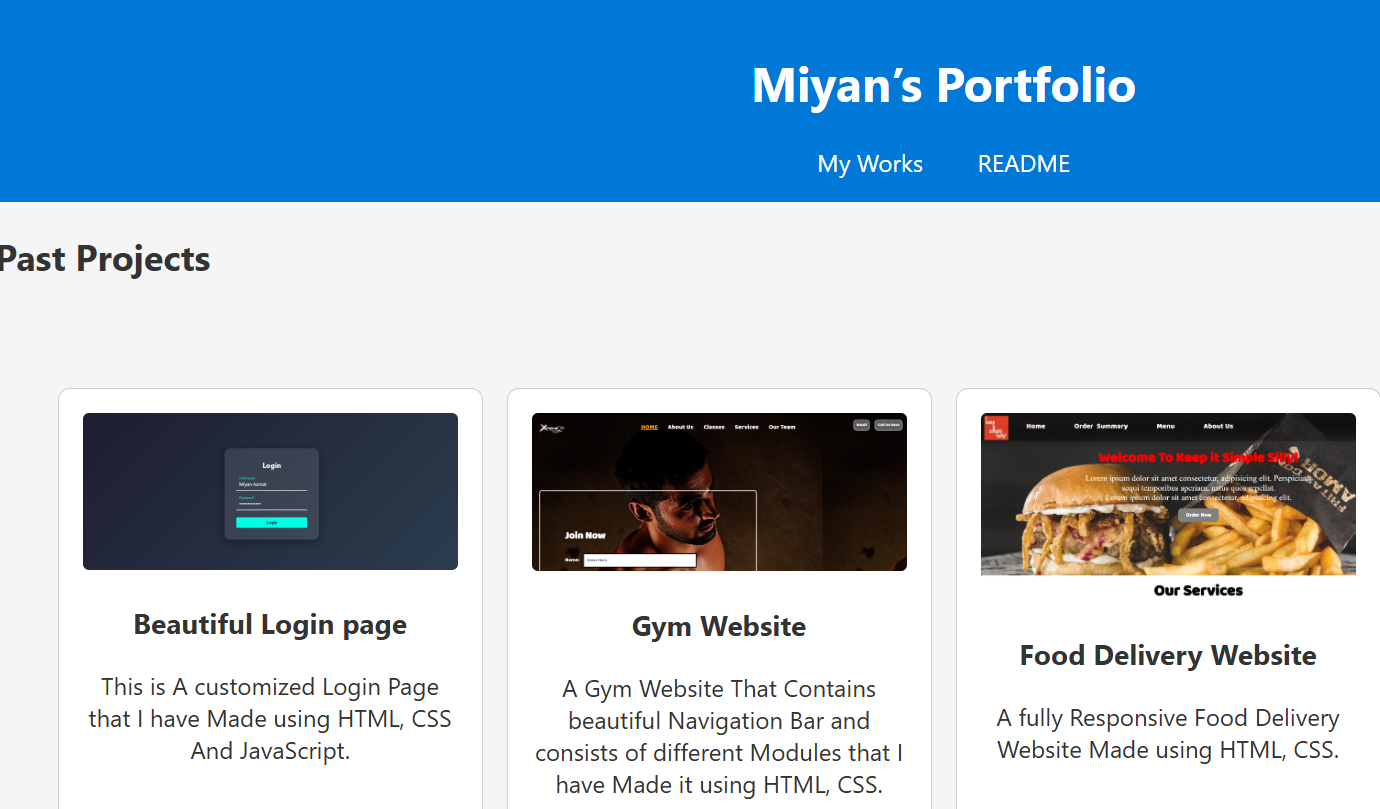 Miyan’s Portfolio
My Works README
Past Projects
Login
Username
Miyan Azmat
Password
Login
HOME About Us Classes Services Our Team
Email Call Us Now
Join Now
Name Enter Here
Home Order Summary Menu About Us
Welcome To Keep it Simple Silly!
Lorem ipsum dolor sit amet consectetur, adipisicing elit. Perspiciatis
sequi temporibus aperiam, natus quos repellat.
Lorem ipsum dolor sit amet consectetur, adipisicing elit.
Order Now
Our Services
Beautiful Login page
This is A customized Login Page
that I have Made using HTML, CSS
And JavaScript.
Gym Website
A Gym Website That Contains
beautiful Navigation Bar and
consists of different Modules that I
have Made it using HTML, CSS.
Food Delivery Website
A fully Responsive Food Delivery
Website Made using HTML, CSS.